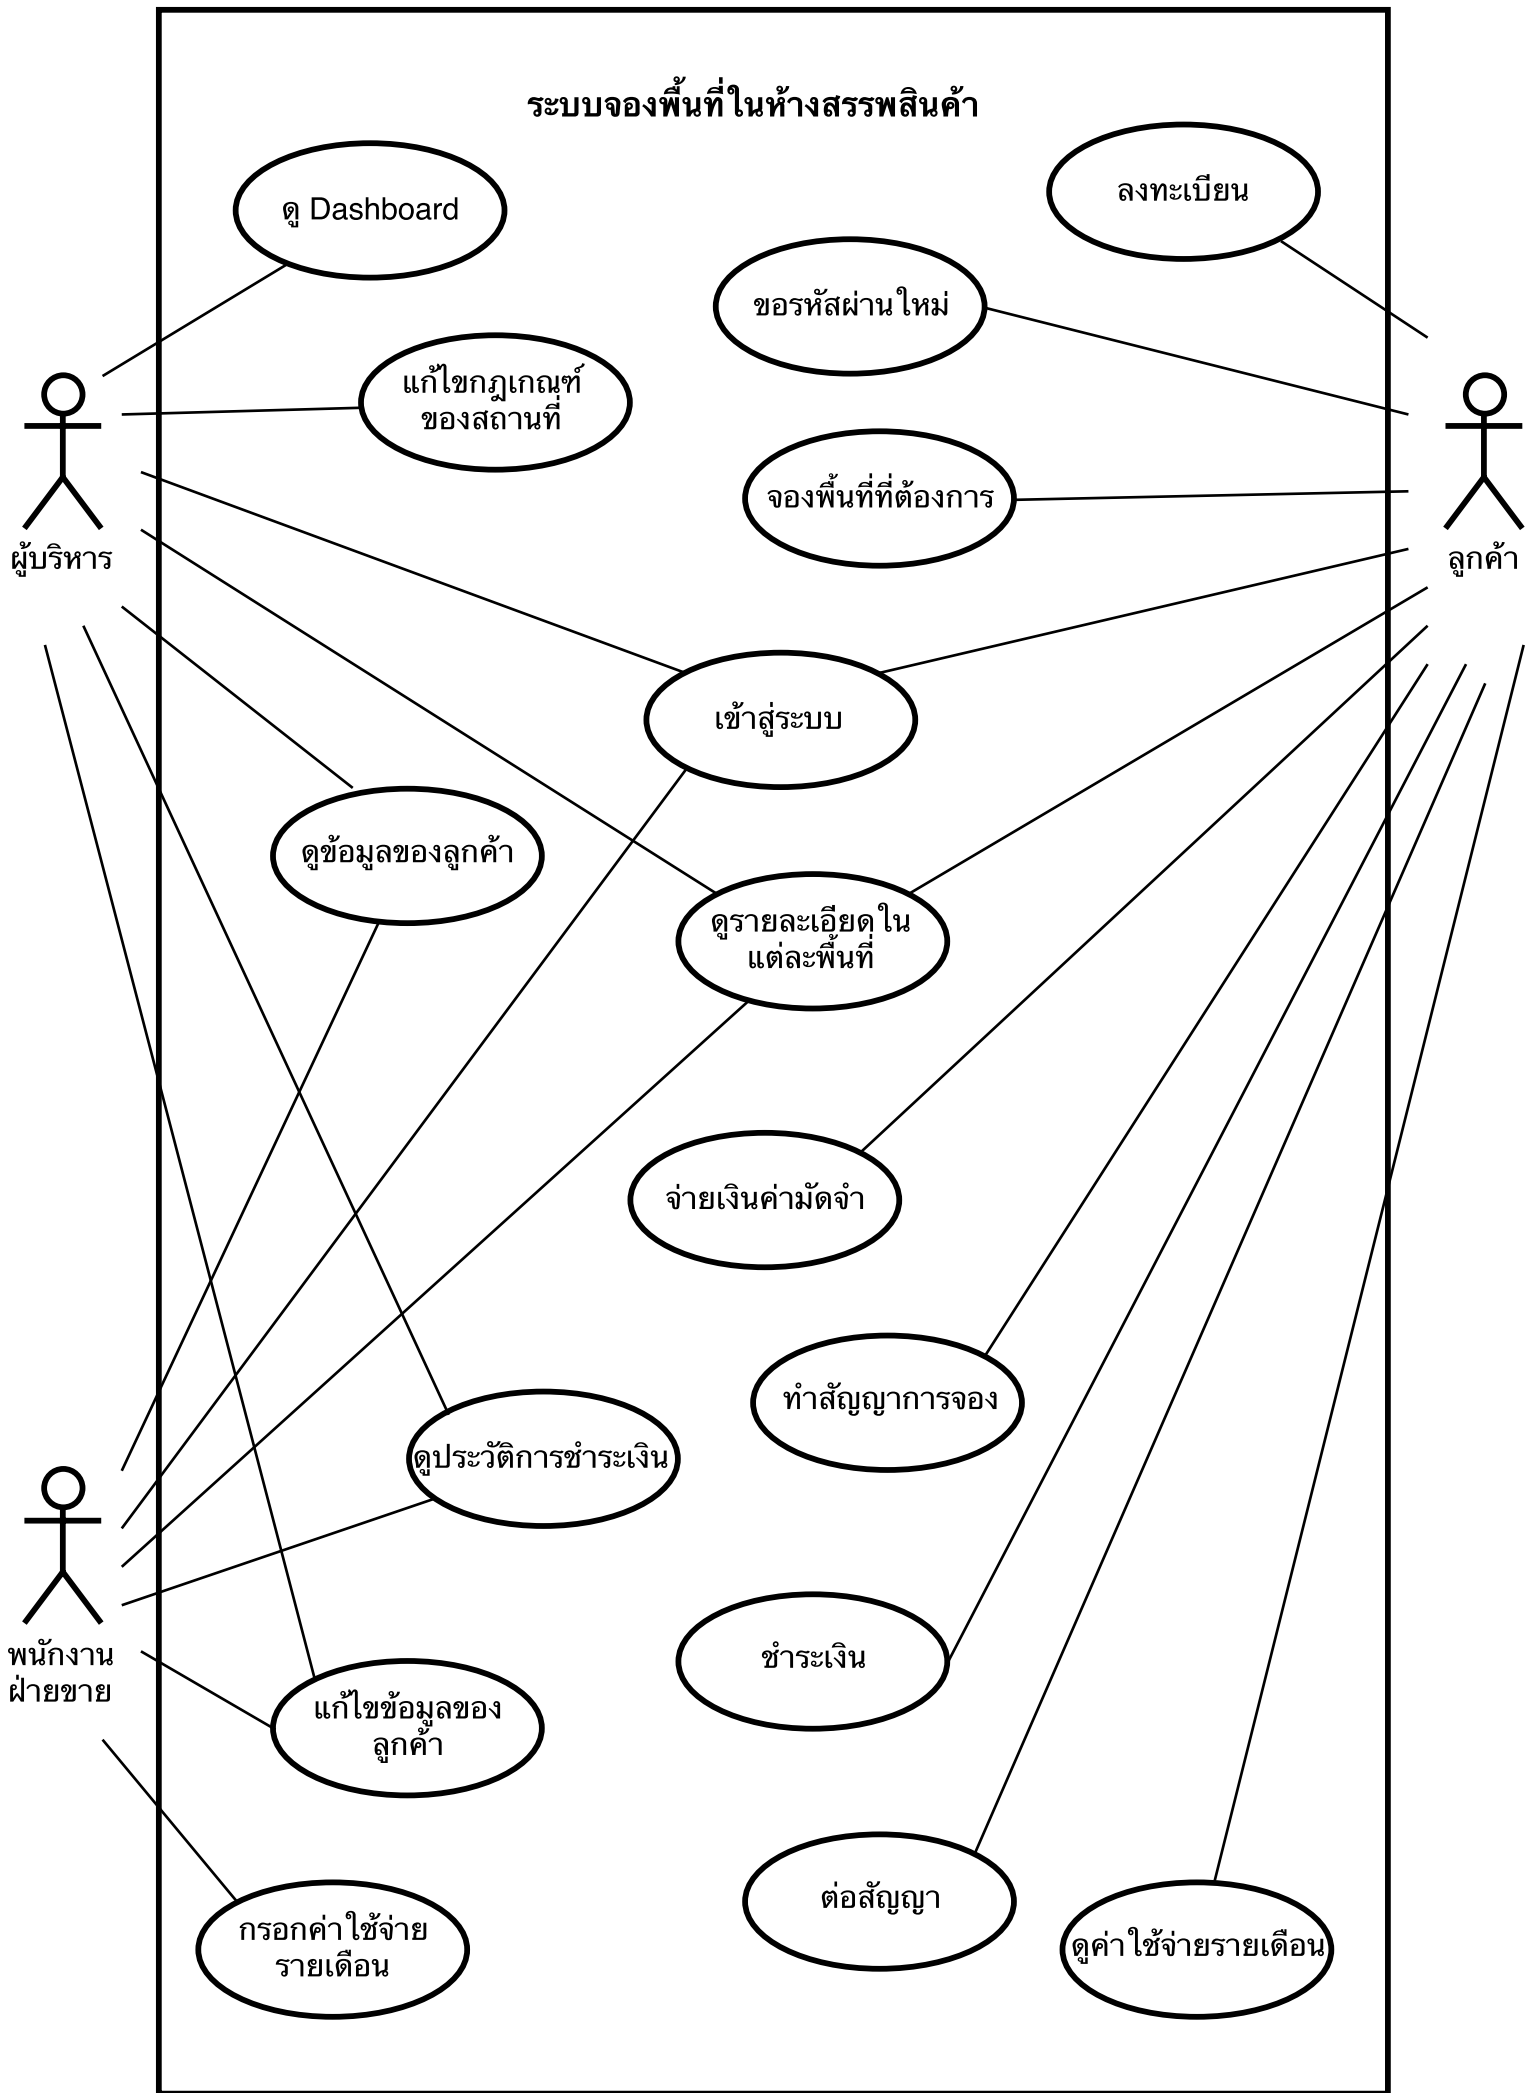 ระบบจองพื้นที่ในห้างสรรพสินค้า
ลงทะเบียน
ดู Dashboard
ขอรหัสผ่านใหม่
แก้ไขกฎเกณฑ์
ของสถานที่
จองพื้นที่ที่ต้องการ
ผู้บริหาร
ลูกค้า
เข้าสู่ระบบ
ดูข้อมูลของลูกค้า
ดูรายละเอียดใน
แต่ละพื้นที่
จ่ายเงินค่ามัดจำ
ทำสัญญาการจอง
ดูประวัติการชำระเงิน
พนักงาน
ฝ่ายขาย
ชำระเงิน
แก้ไขข้อมูลของ
ลูกค้า
ต่อสัญญา
กรอกค่าใช้จ่าย
รายเดือน
ดูค่าใช้จ่ายรายเดือน